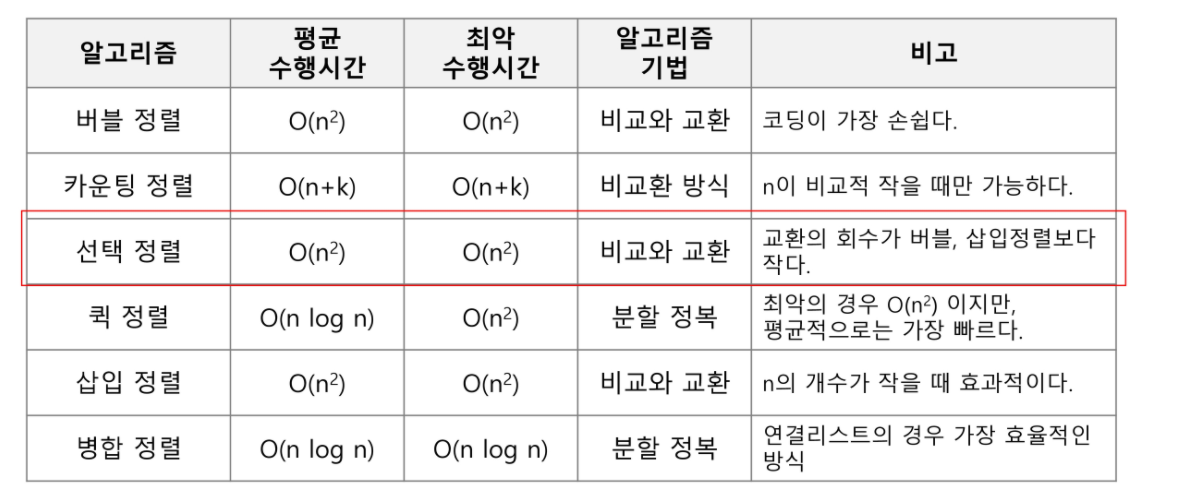 알고리즘 평균 수행시간 최악 수행시간 알고리즘 기법 비고
버블 정렬 O(n²) O(n²) 비교와 교환 코딩이 가장 손쉽다.
카운팅 정렬 O(n+k) O(n+k) 비교환 방식 n이 비교적 작을 때만 가능하다.
선택 정렬 O(n²) O(n²) 비교와 교환 교환의 회수가 버블, 삽입정렬보다
작다.
퀵 정렬 O(n log n) O(n²) 분할 정복 최악의 경우 O(n²) 이지만,
평균적으로는 가장 빠르다.
삽입 정렬 O(n²) O(n²) 비교와 교환 n의 개수가 작을 때 효과적이다.
병합 정렬 O(n log n) O(n log n) 분할 정복 연결리스트의 경우 가장 효율적인
방식